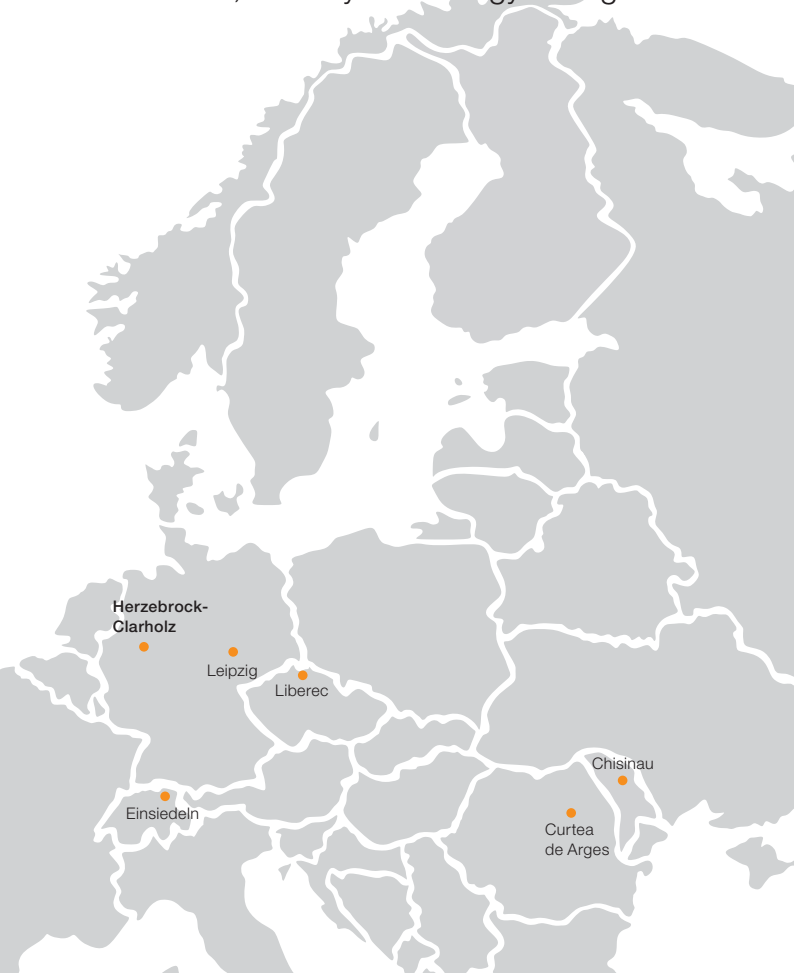 Herzebrock-
Clarholz
Leipzig
Liberec
Chisinau
Einsiedeln
Curtea
de Arges